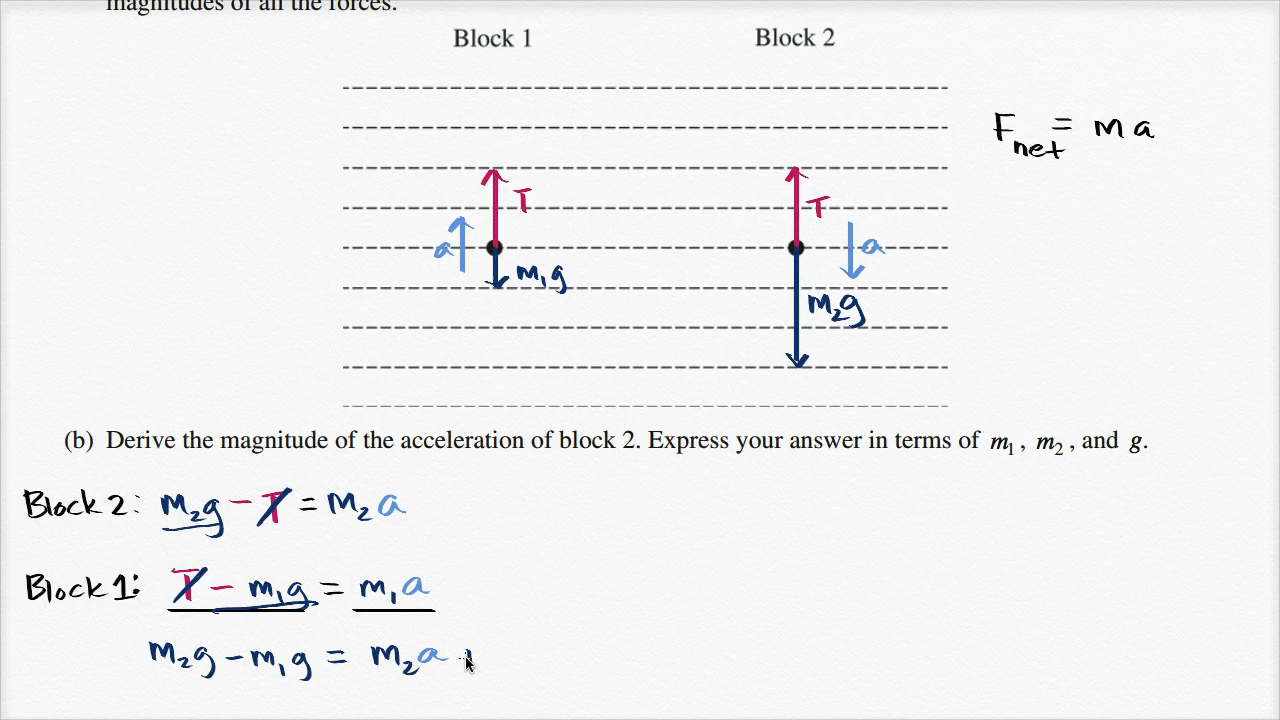 magnitudes of all the forces.
Block 1 Block 2
F_net = m a
T T
a a
m₁g
m₂g
(b) Derive the magnitude of the acceleration of block 2. Express your answer in terms of m₁, m₂, and g.
Block 2: m₂g − T = m₂a
Block 1: T − m₁g = m₁a
m₂g − m₁g = m₂a